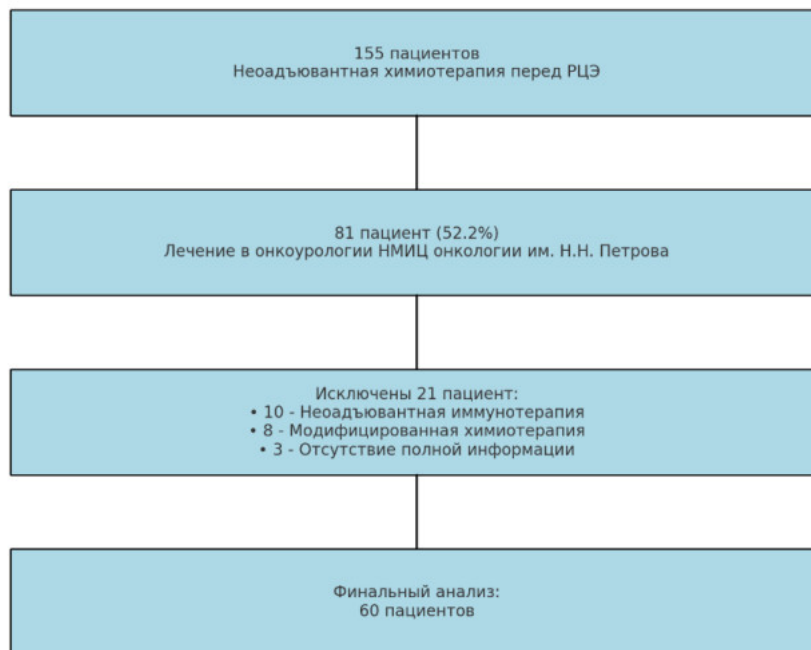 155 пациентов
Неоадъювантная химиотерапия перед РЦЭ
81 пациент (52.2%)
Лечение в онкоурологии НМИЦ онкологии им. Н.Н. Петрова
Исключены 21 пациент:
• 10 - Неоадъювантная иммунотерапия
• 8 - Модифицированная химиотерапия
• 3 - Отсутствие полной информации
Финальный анализ:
60 пациентов